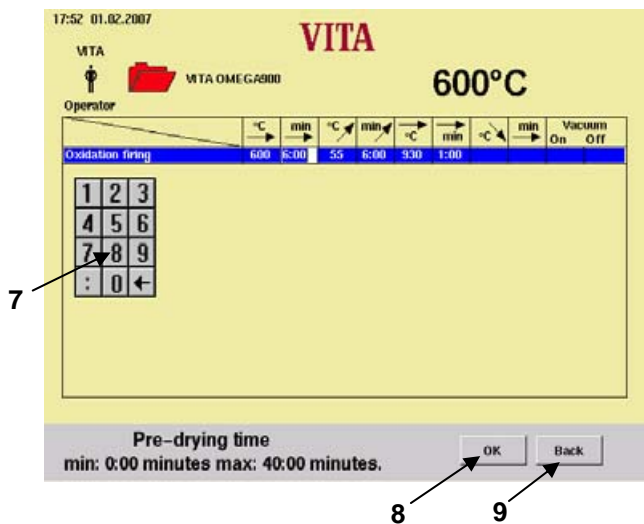 17:52 01.02.2007
VITA
VITA
VITA OMEGA900
600°C
Operator
°C min °C min °C min °C min Vacuum On Off
Oxidation firing 600 6:00 55 6:00 930 1:00
1 2 3
4 5 6
7 8 9
: 0 ←
7
Pre-drying time
min: 0:00 minutes max: 40:00 minutes.
OK Back
8 9